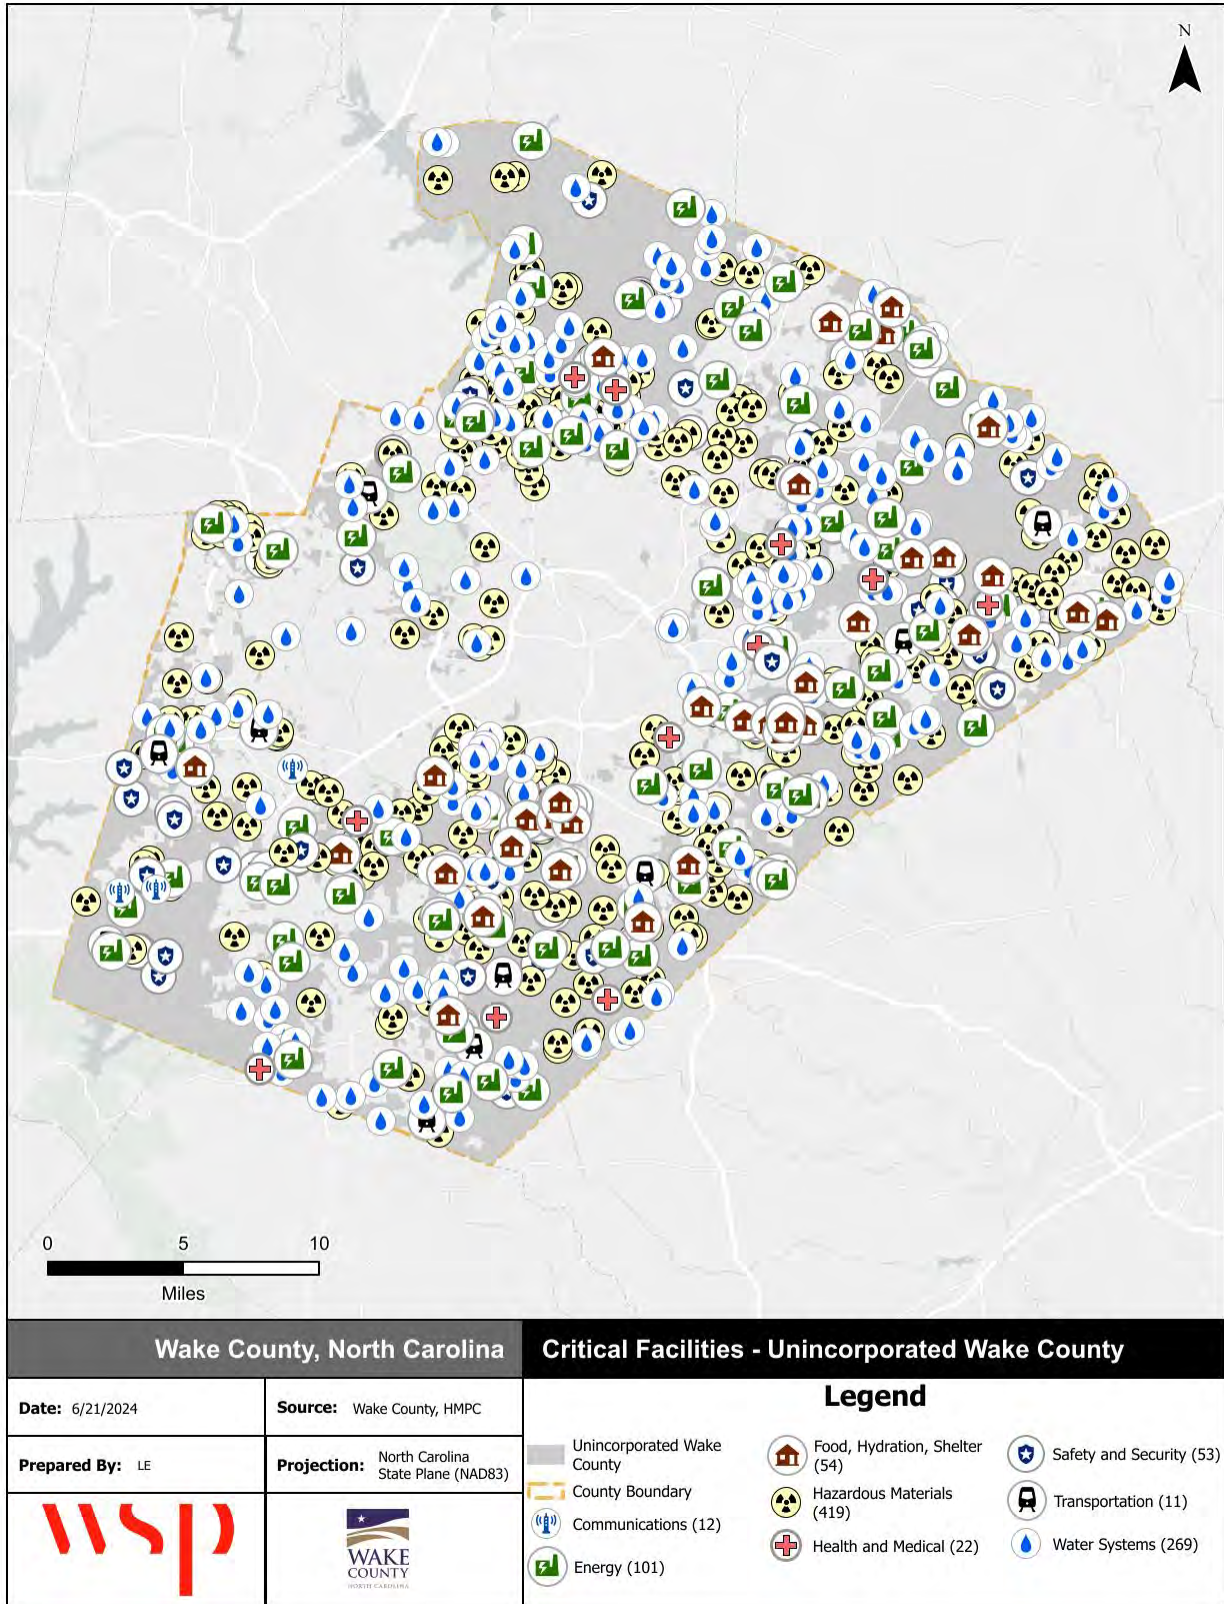 N
0 5 10
Miles
Wake County, North Carolina
Critical Facilities - Unincorporated Wake County
Date: 6/21/2024
Source: Wake County, HMPC
Prepared By: LE
Projection: North Carolina
State Plane (NAD83)
wsp
WAKE
COUNTY
NORTH CAROLINA
Legend
Unincorporated Wake
County
County Boundary
Communications (12)
Energy (101)
Food, Hydration, Shelter
(54)
Hazardous Materials
(419)
Health and Medical (22)
Safety and Security (53)
Transportation (11)
Water Systems (269)